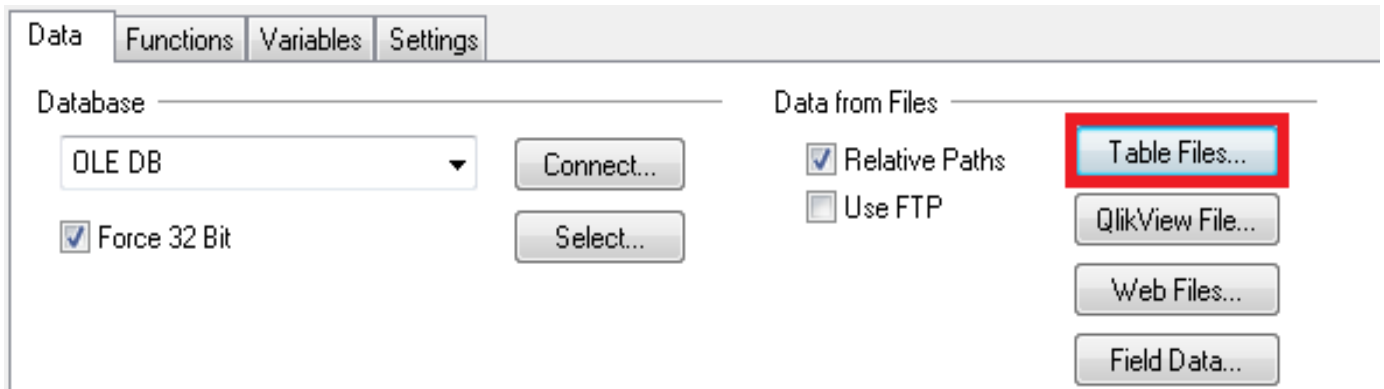 Data Functions Variables Settings
Database
OLE DB
Connect...
Force 32 Bit
Select...
Data from Files
Relative Paths
Use FTP
Table Files...
QlikView File...
Web Files...
Field Data...